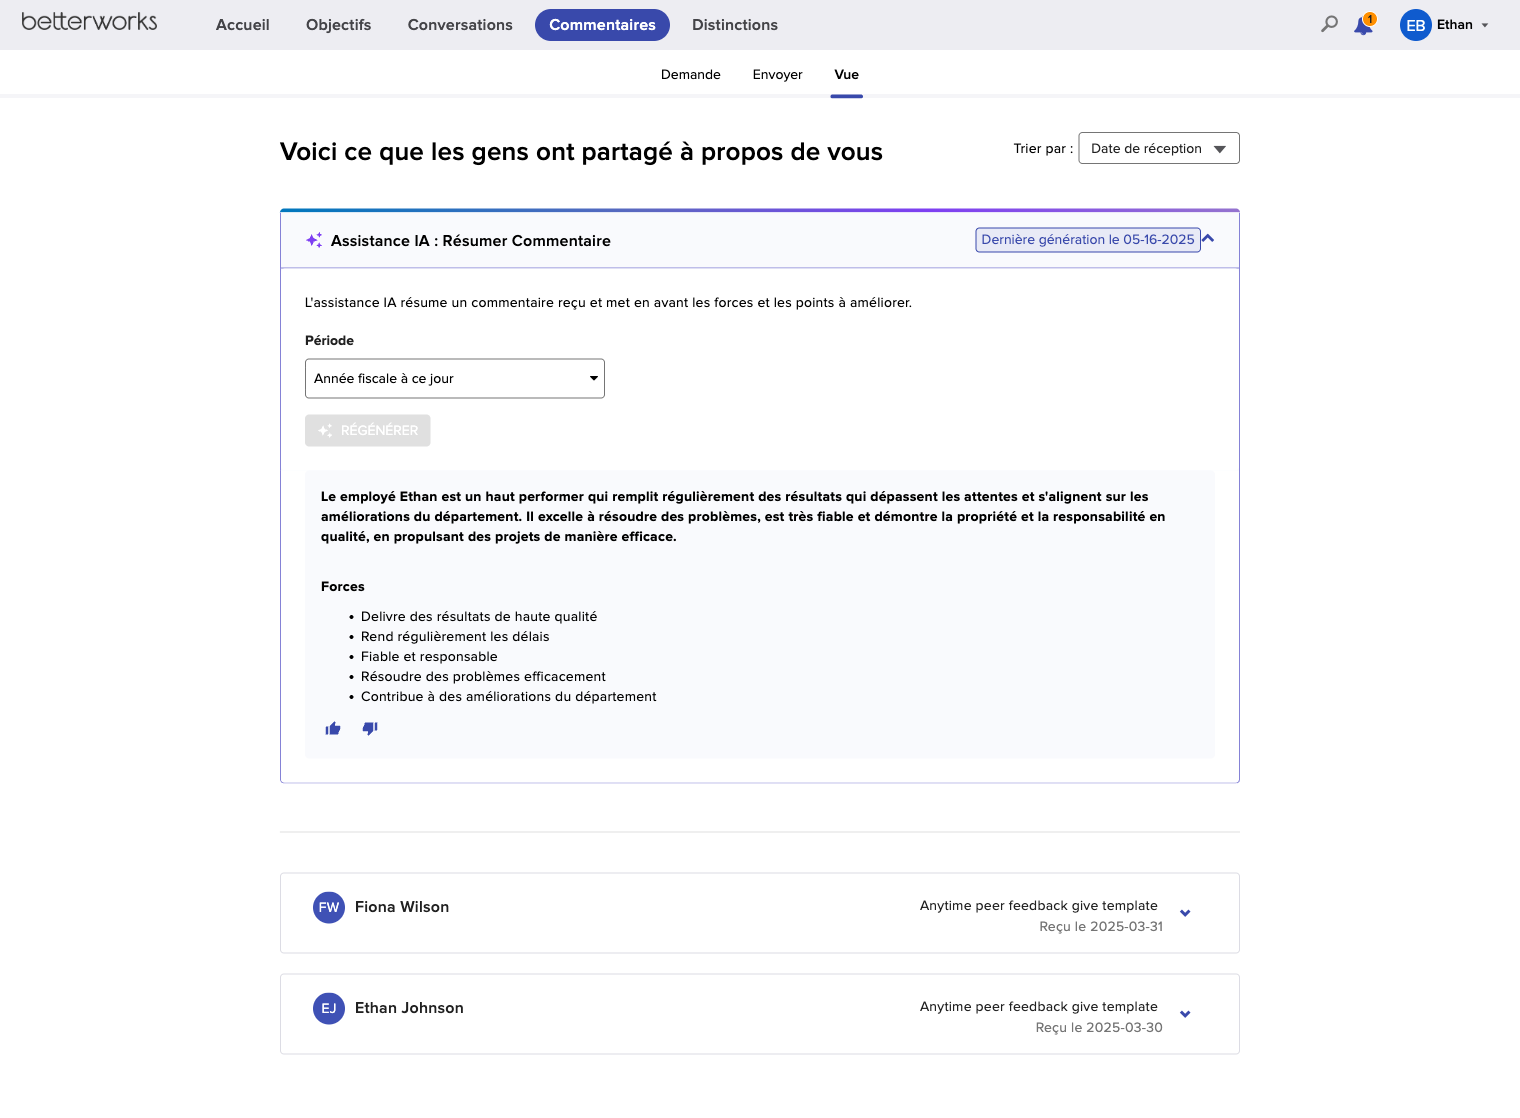 betterworks
Accueil
Objectifs
Conversations
Commentaires
Distinctions
1
EB
Ethan
Demande
Envoyer
Vue
Voici ce que les gens ont partagé à propos de vous
Trier par :
Date de réception
Assistance IA : Résumer Commentaire
Dernière génération le 05-16-2025
L'assistance IA résume un commentaire reçu et met en avant les forces et les points à améliorer.
Période
Année fiscale à ce jour
RÉGÉNÉRER
Le employé Ethan est un haut performer qui remplit régulièrement des résultats qui dépassent les attentes et s'alignent sur les
améliorations du département. Il excelle à résoudre des problèmes, est très fiable et démontre la propriété et la responsabilité en
qualité, en propulsant des projets de manière efficace.
Forces
• Delivre des résultats de haute qualité
• Rend régulièrement les délais
• Fiable et responsable
• Résoudre des problèmes efficacement
• Contribue à des améliorations du département
FW
Fiona Wilson
Anytime peer feedback give template
Reçu le 2025-03-31
EJ
Ethan Johnson
Anytime peer feedback give template
Reçu le 2025-03-30